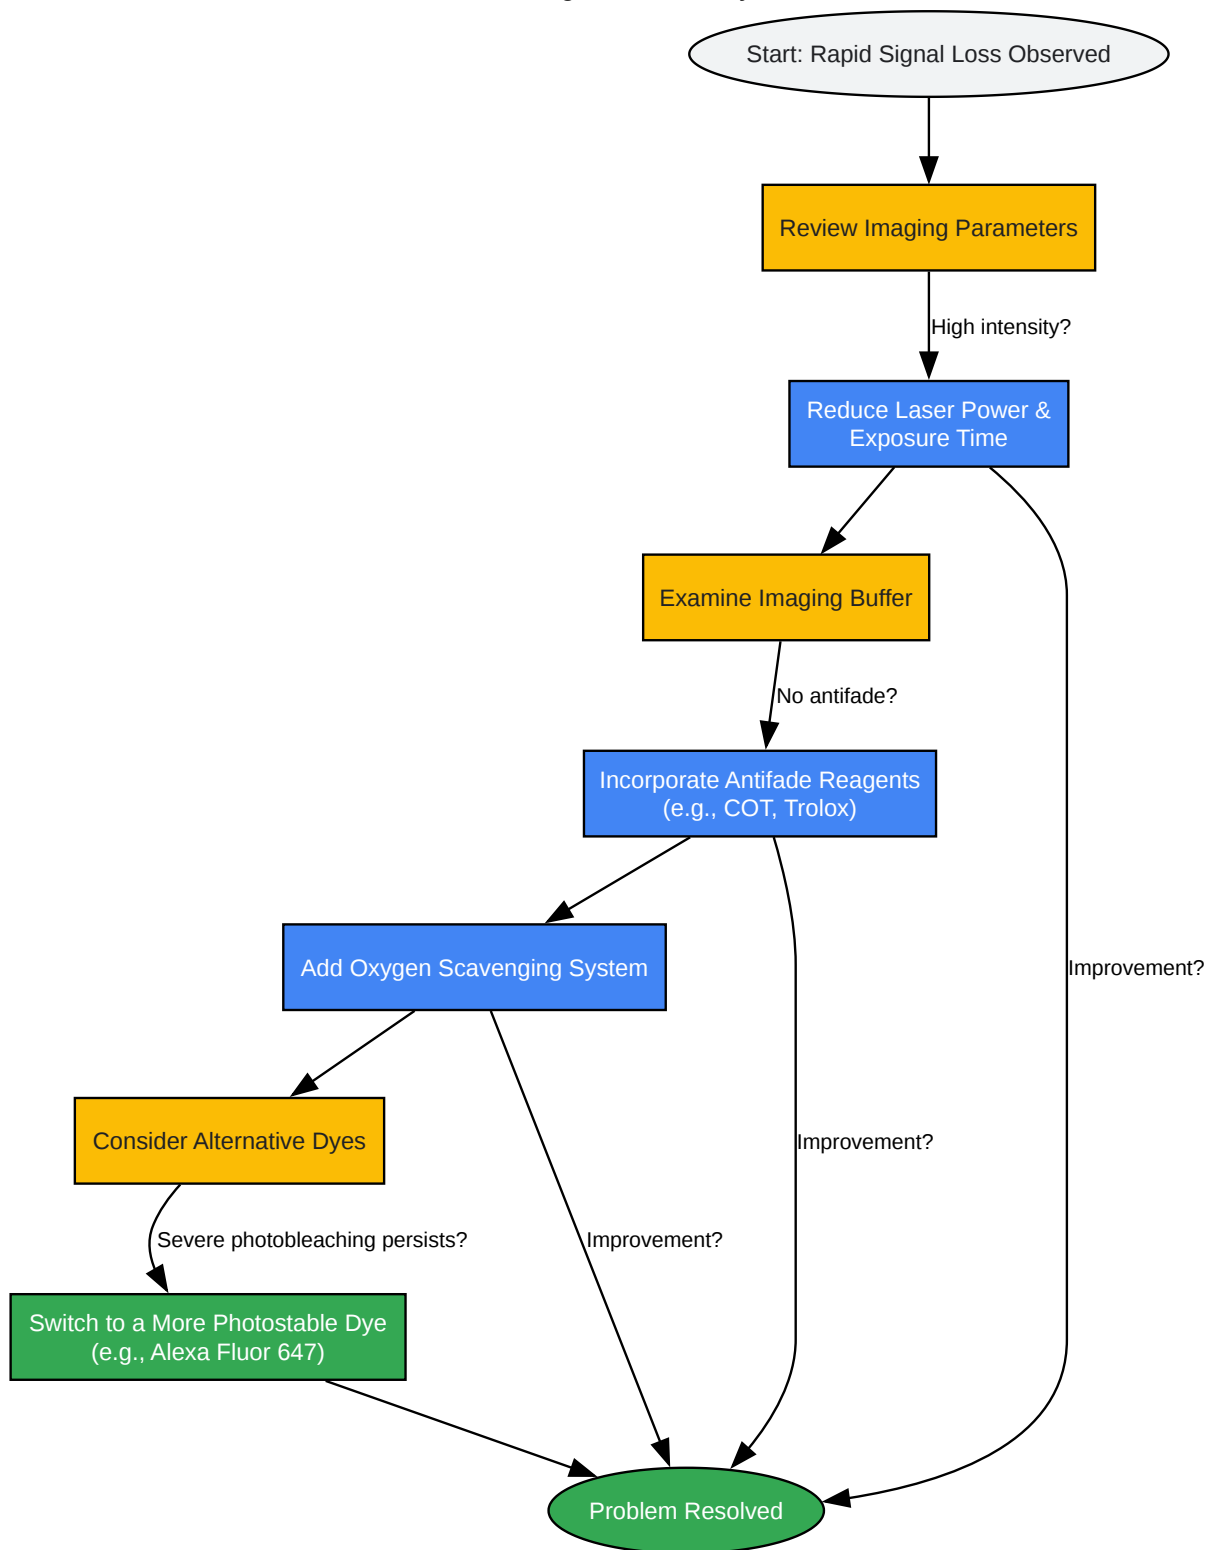 Start: Rapid Signal Loss Observed
Review Imaging Parameters
High intensity?
Reduce Laser Power &
Exposure Time
Examine Imaging Buffer
No antifade?
Incorporate Antifade Reagents
(e.g., COT, Trolox)
Add Oxygen Scavenging System
Improvement?
Consider Alternative Dyes
Improvement?
Severe photobleaching persists?
Improvement?
Switch to a More Photostable Dye
(e.g., Alexa Fluor 647)
Problem Resolved